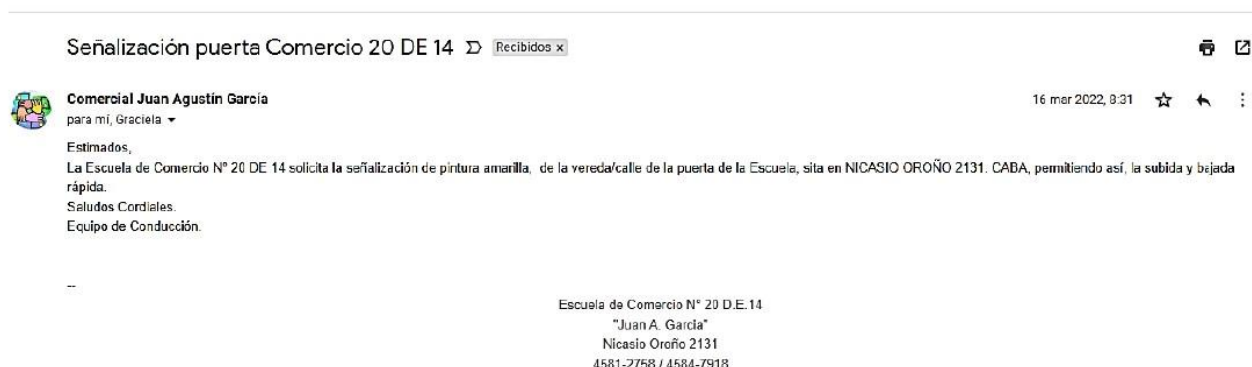 Señalización puerta Comercio 20 DE 14 Recibidos x
Comercial Juan Agustín García 16 mar 2022, 8:31
para mí, Graciela
Estimados,
La Escuela de Comercio N° 20 DE 14 solicita la señalización de pintura amarilla, de la vereda/calle de la puerta de la Escuela, sita en NICASIO OROÑO 2131. CABA, permitiendo así, la subida y bajada
rápida.
Saludos Cordiales.
Equipo de Conducción.
--
Escuela de Comercio N° 20 D.E.14
"Juan A. Garcia"
Nicasio Oroño 2131
4581-2758 / 4584-7918